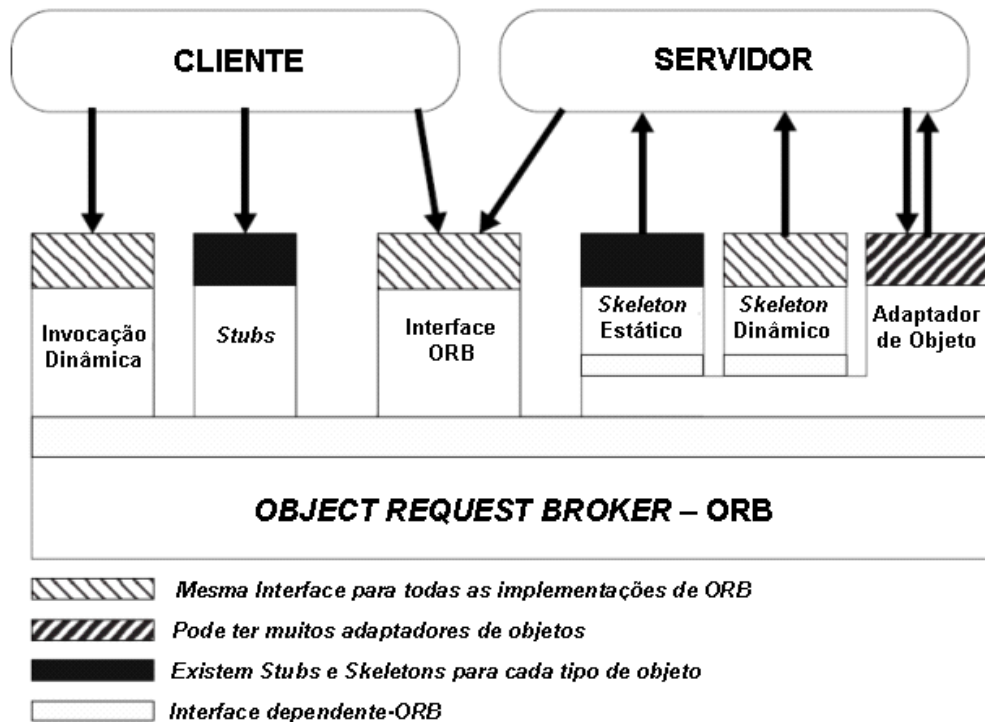 CLIENTE
SERVIDOR
Invocação
Dinâmica
Stubs
Interface
ORB
Skeleton
Estático
Skeleton
Dinâmico
Adaptador
de Objeto
OBJECT REQUEST BROKER – ORB
Mesma Interface para todas as implementações de ORB
Pode ter muitos adaptadores de objetos
Existem Stubs e Skeletons para cada tipo de objeto
Interface dependente-ORB